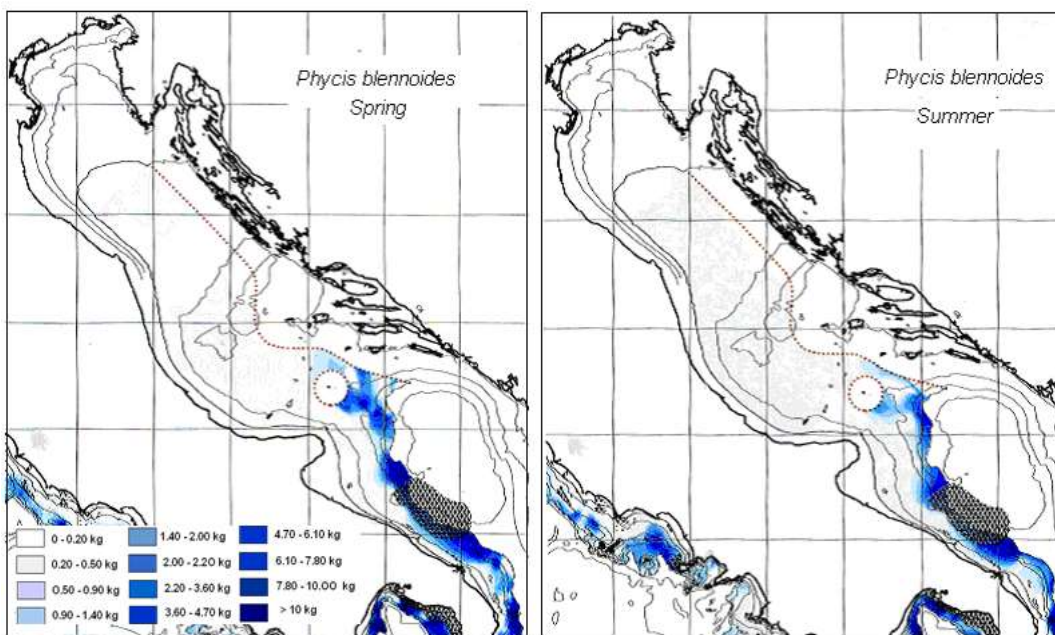 Phycis blennoides
Spring
0 - 0.20 kg
0.20 - 0.50 kg
0.50 - 0.90 kg
0.90 - 1.40 kg
1.40 - 2.00 kg
2.00 - 2.20 kg
2.20 - 3.60 kg
3.60 - 4.70 kg
4.70 - 6.10 kg
6.10 - 7.80 kg
7.80 - 10.00 kg
> 10 kg
Phycis blennoides
Summer